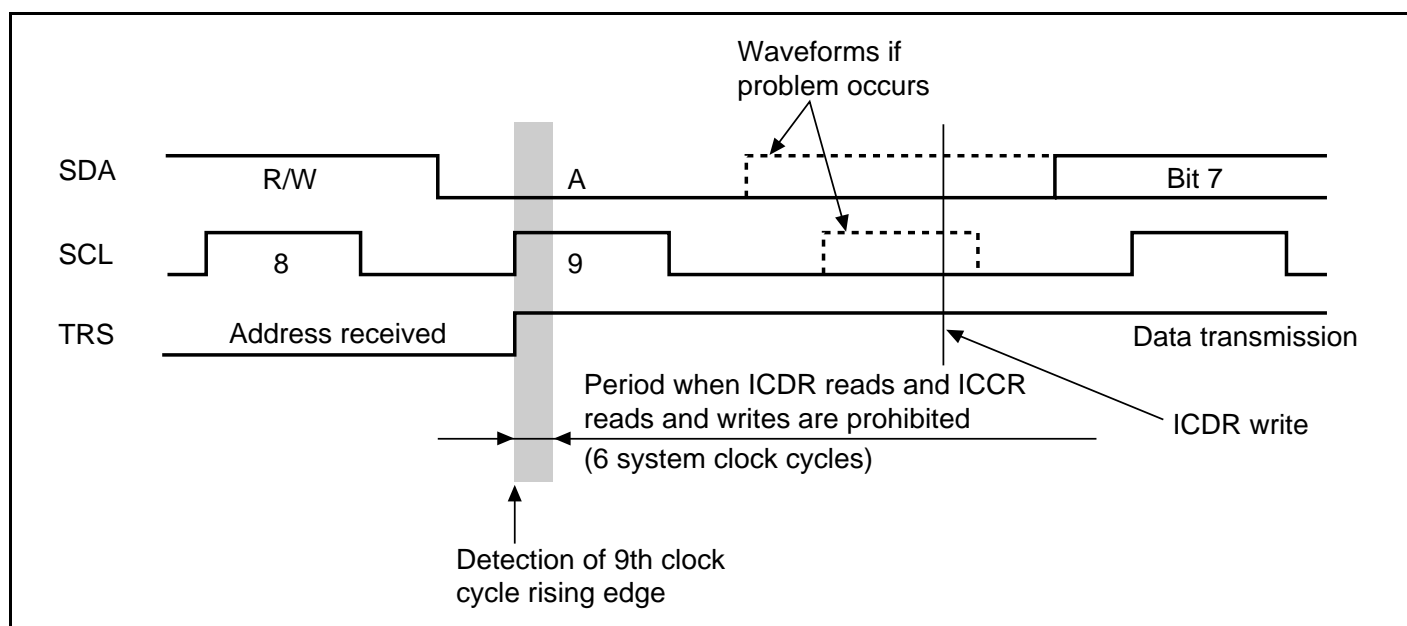 Waveforms if
problem occurs
SDA
R/W
A
Bit 7
SCL
8
9
TRS
Address received
Data transmission
Period when ICDR reads and ICCR
reads and writes are prohibited
(6 system clock cycles)
ICDR write
Detection of 9th clock
cycle rising edge